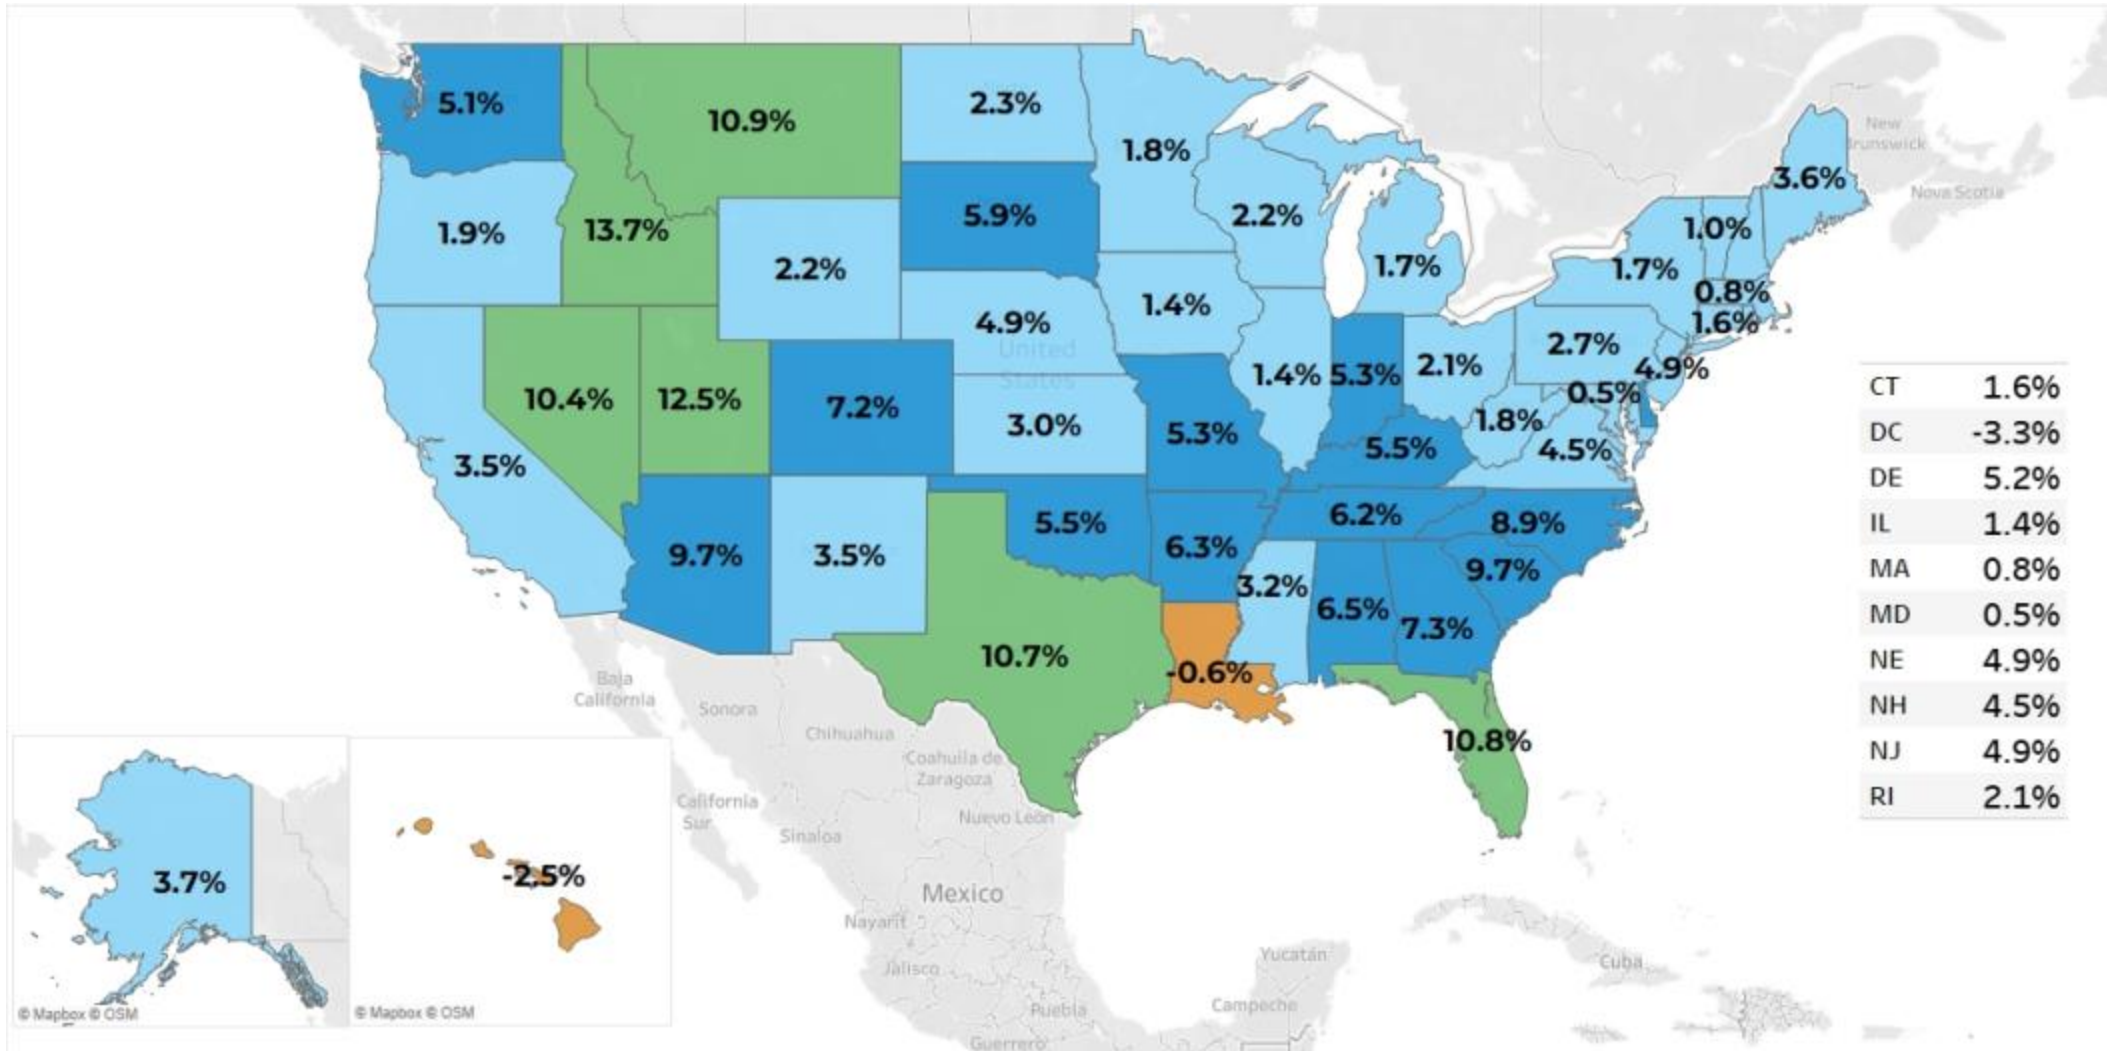 5.1%
10.9%
2.3%
1.8%
New
Brunswick
3.6%
Nova Scotia
1.9%
13.7%
5.9%
2.2%
1.0%
2.2%
1.7%
1.7%
0.8%
1.4%
4.9%
1.6%
United
States
2.7%
4.9%
10.4%
12.5%
7.2%
3.0%
1.4%
5.3%
2.1%
0.5%
1.8%
4.5%
3.5%
5.3%
5.5%
9.7%
3.5%
5.5%
6.3%
6.2%
8.9%
9.7%
3.2%
6.5%
7.3%
10.7%
-0.6%
10.8%
CT 1.6%
DC -3.3%
DE 5.2%
IL 1.4%
MA 0.8%
MD 0.5%
NE 4.9%
NH 4.5%
NJ 4.9%
RI 2.1%
Baja
California
Sonora
Chihuahua
Coahuila de
Zaragoza
California
Sur
Sinaloa
Nuevo León
Mexico
Nayarit
Jalisco
Puebla
Guerrero
Yucatán
Campeche
Cuba
3.7%
© Mapbox © OSM
-2.5%
© Mapbox © OSM